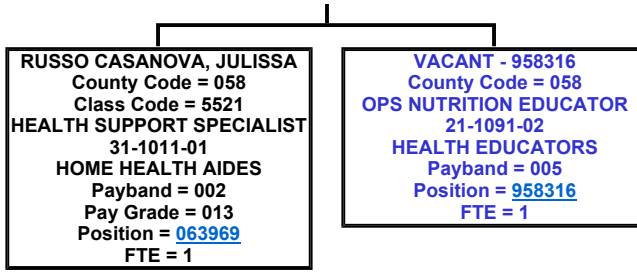 RUSSO CASANOVA, JULISSA
County Code = 058
Class Code = 5521
HEALTH SUPPORT SPECIALIST
31-1011-01
HOME HEALTH AIDES
Payband = 002
Pay Grade = 013
Position = 063969
FTE = 1
VACANT - 958316
County Code = 058
OPS NUTRITION EDUCATOR
21-1091-02
HEALTH EDUCATORS
Payband = 005
Position = 958316
FTE = 1